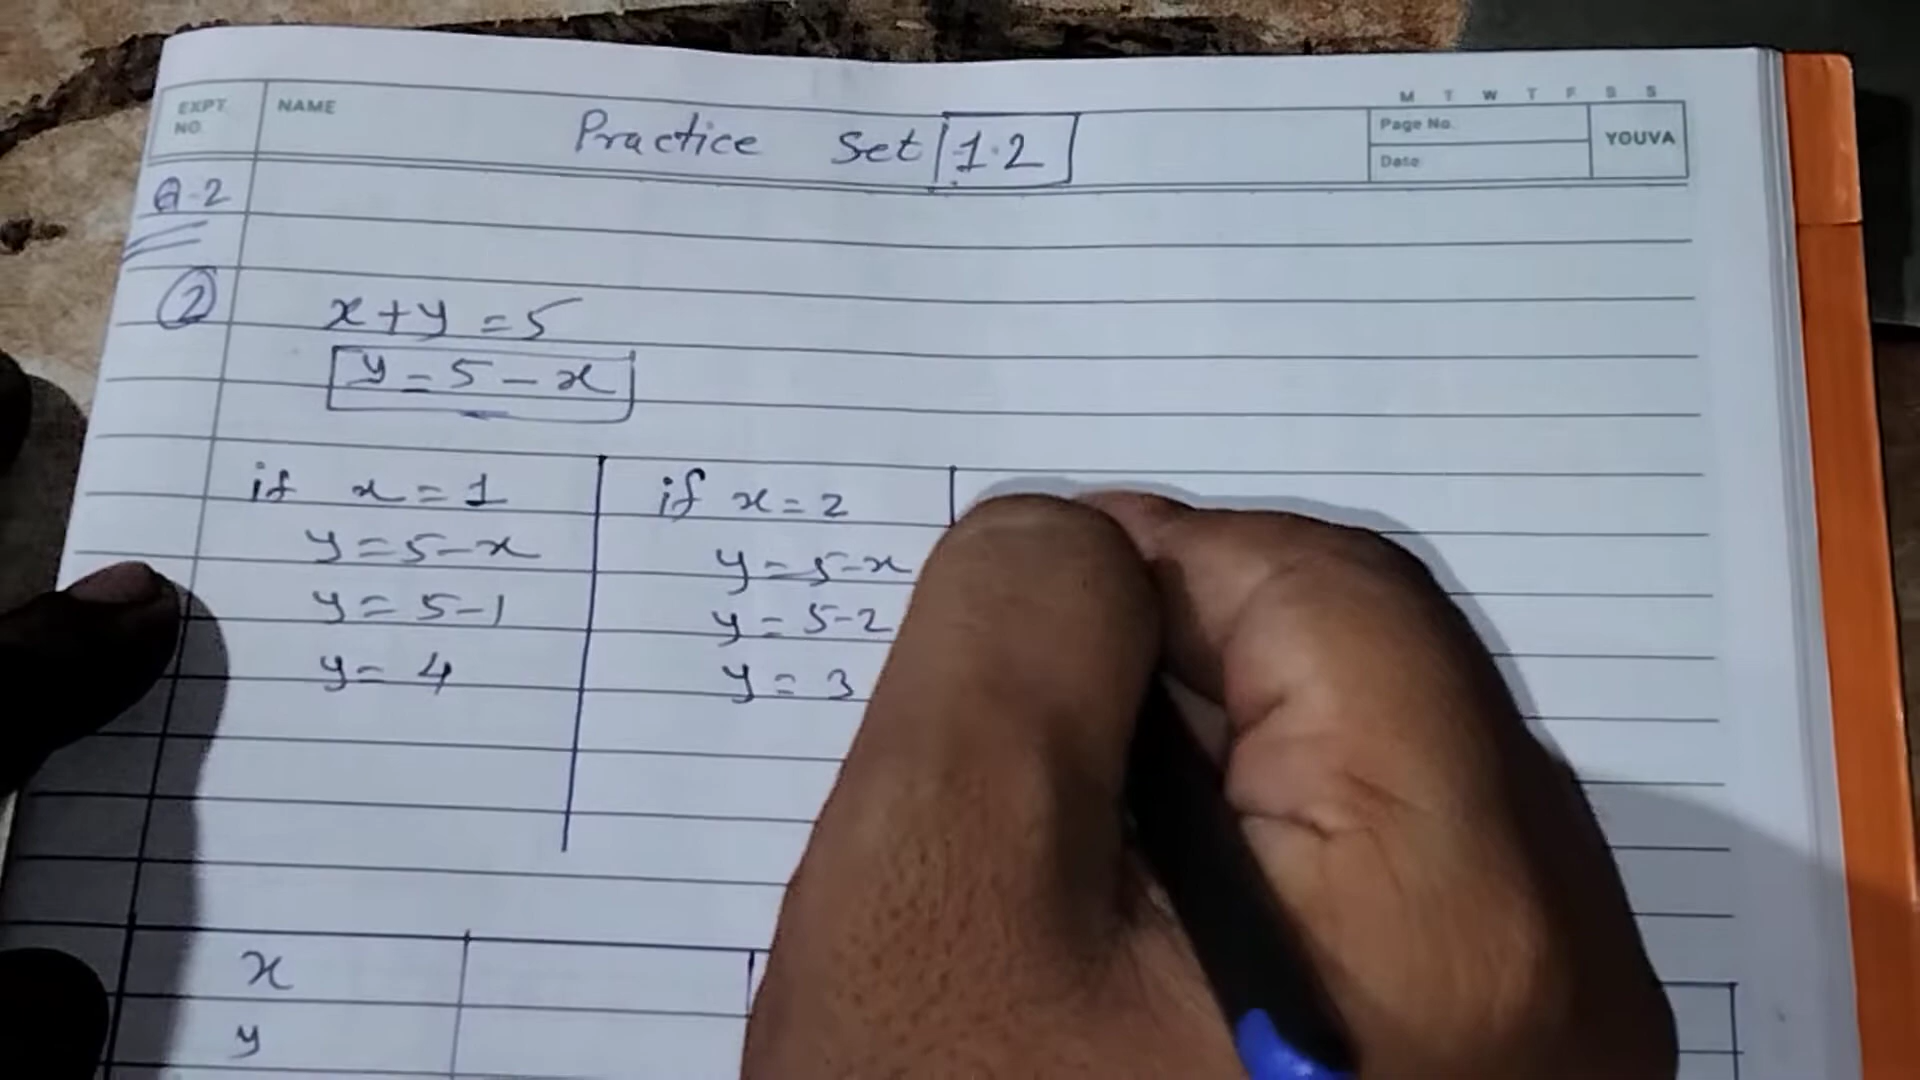 EXPT. NO.
NAME
Practice Set 1.2
M T W T F S S
Page No.
Date
YOUVA
Q-2
2
x+y=5
y=5-x
if x=1
y=5-x
y=5-1
y=4
if x=2
y=5-x
y=5-2
y=3
x
y